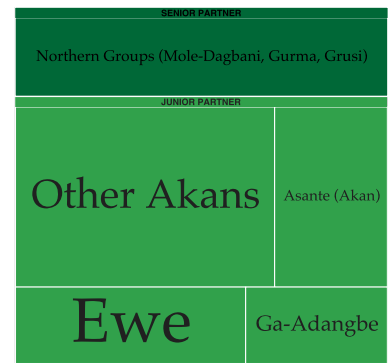 SENIOR PARTNER
Northern Groups (Mole-Dagbani, Gurma, Grusi)
JUNIOR PARTNER
Other Akans
Asante (Akan)
Ewe
Ga-Adangbe